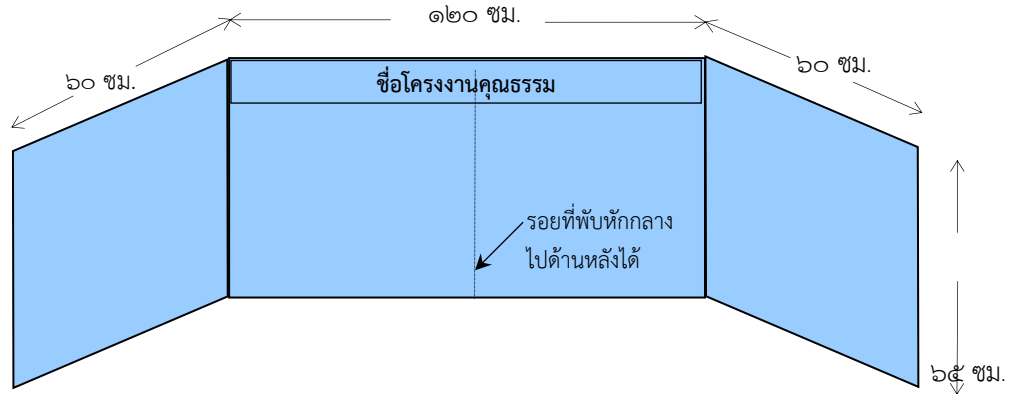 ๑๒๐ ซม.
๖๐ ซม.
๖๐ ซม.
ชื่อโครงงานคุณธรรม
รอยที่พับหักกลาง
ไปด้านหลังได้
๖๕ ซม.